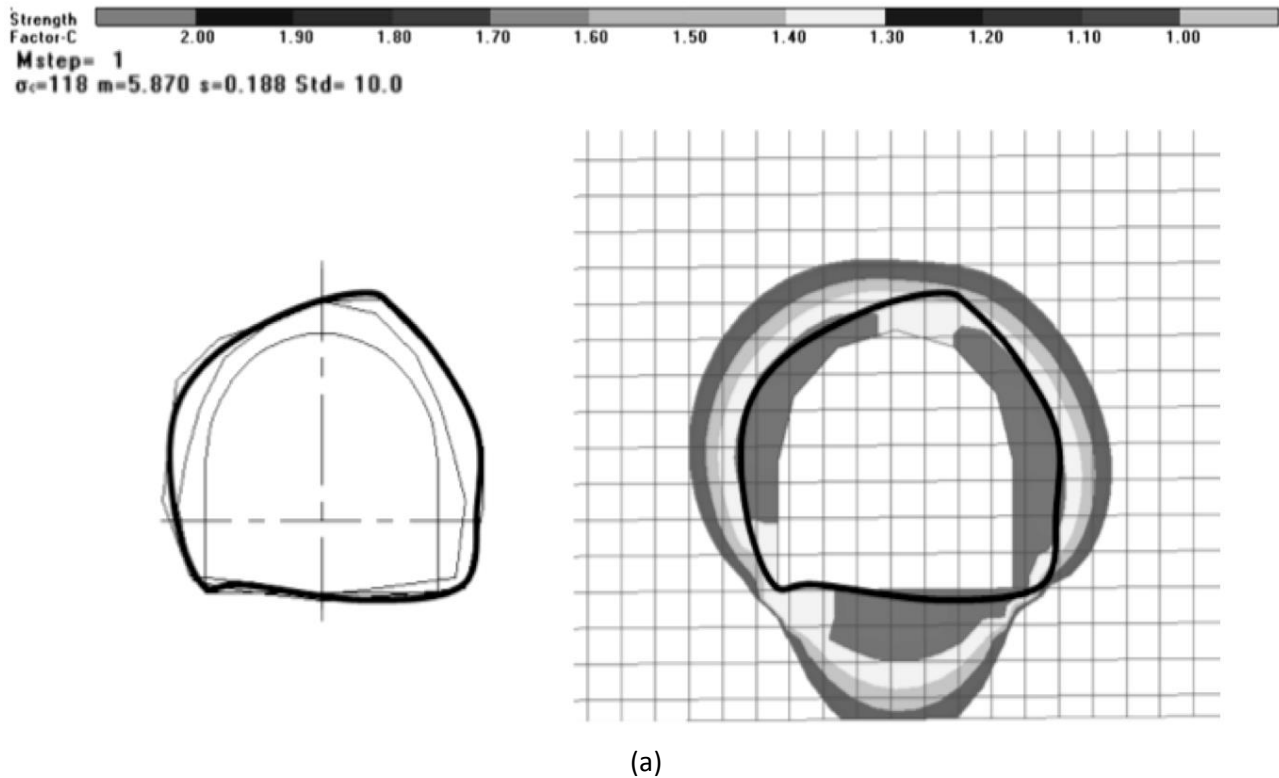 Strength
Factor-C 2.00 1.90 1.80 1.70 1.60 1.50 1.40 1.30 1.20 1.10 1.00
Mstep= 1
σc=118 m=5.870 s=0.188 Std= 10.0
(a)